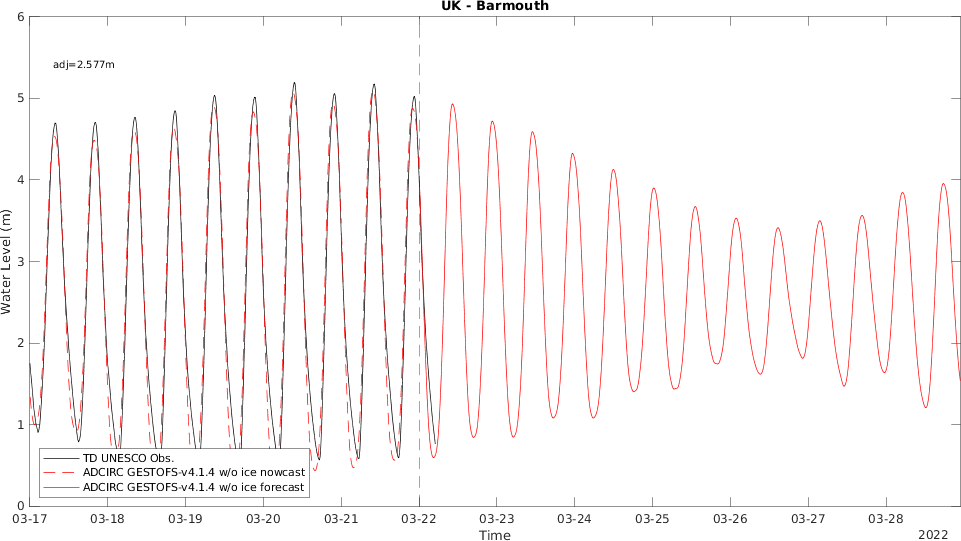 UK - Barmouth
adj=2.577m
Water Level (m)
6
5
4
3
2
1
0
TD UNESCO Obs.
ADCIRC GESTOFS-v4.1.4 w/o ice nowcast
ADCIRC GESTOFS-v4.1.4 w/o ice forecast
03-17 03-18 03-19 03-20 03-21 03-22 03-23 03-24 03-25 03-26 03-27 03-28
Time
2022